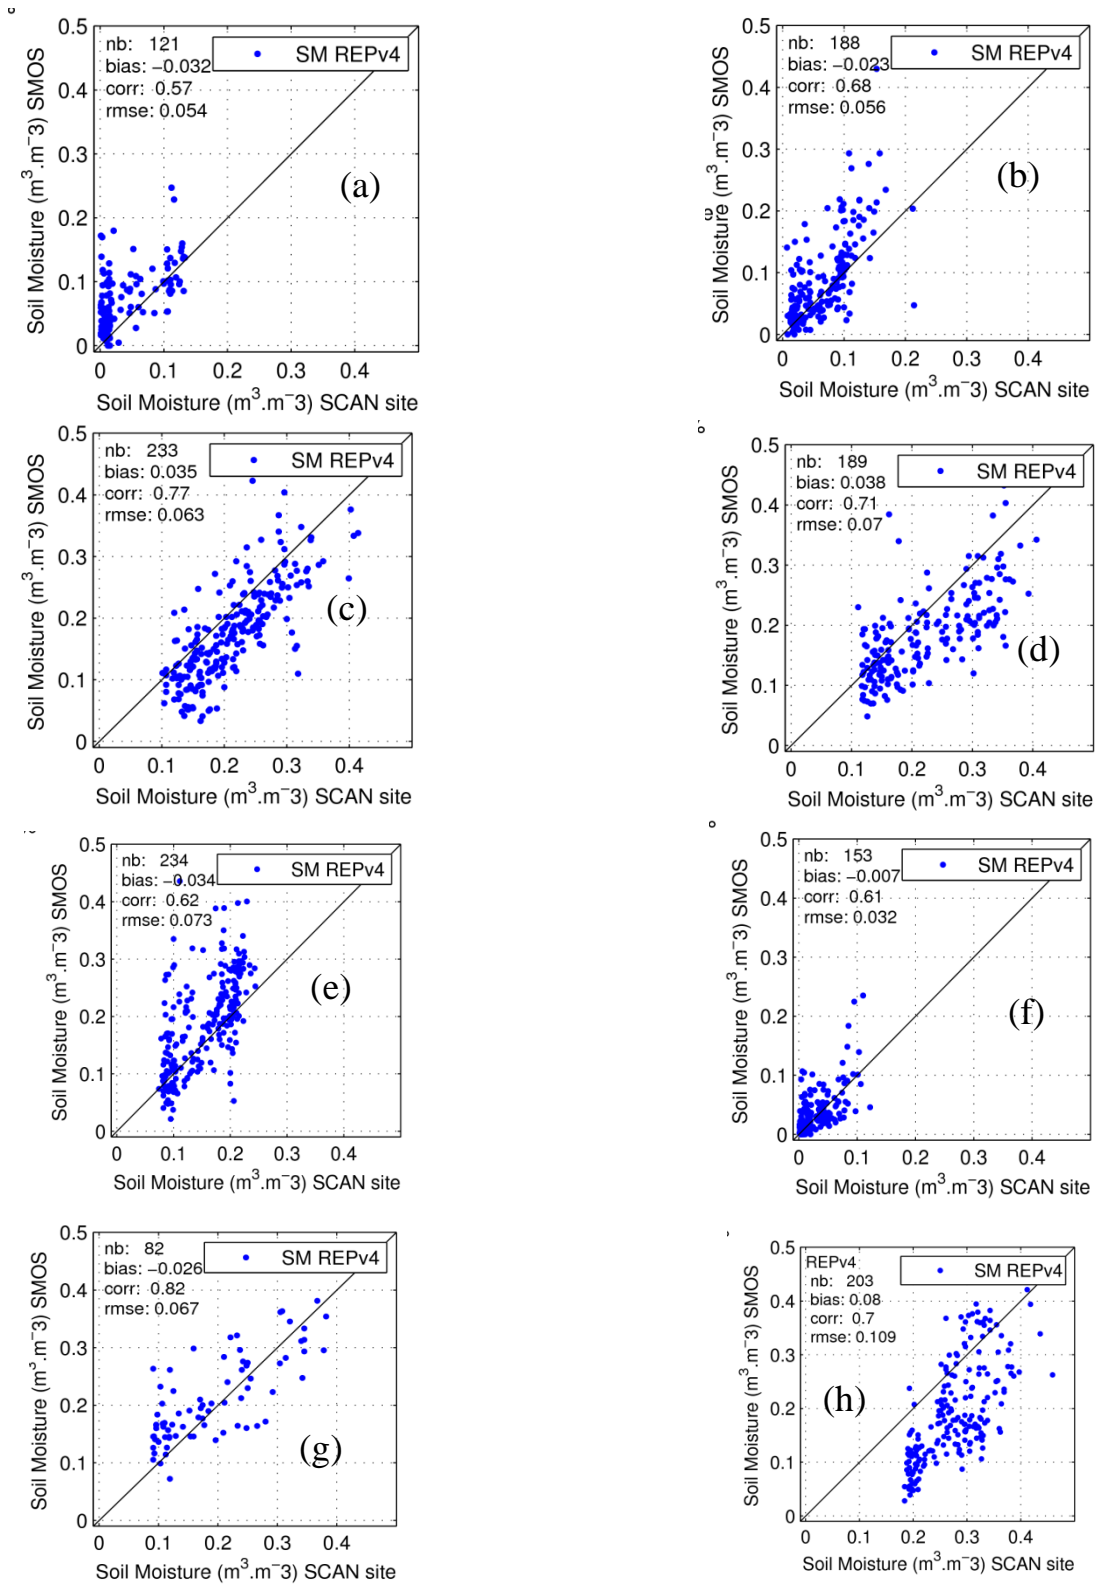 0.5
nb: 121
bias: −0.032
corr: 0.57
rmse: 0.054
SM REPv4
0.4
0.3
0.2
0.1
0
(a)
0 0.1 0.2 0.3 0.4
Soil Moisture (m3.m−3) SMOS
Soil Moisture (m3.m−3) SCAN site
0.5
nb: 188
bias: −0.023
corr: 0.68
rmse: 0.056
SM REPv4
0.4
0.3
0.2
0.1
0
(b)
0 0.1 0.2 0.3 0.4
Soil Moisture (m3.m−3) SMOS
Soil Moisture (m3.m−3) SCAN site
0.5
nb: 233
bias: 0.035
corr: 0.77
rmse: 0.063
SM REPv4
0.4
0.3
0.2
0.1
0
(c)
0 0.1 0.2 0.3 0.4
Soil Moisture (m3.m−3) SMOS
Soil Moisture (m3.m−3) SCAN site
0.5
nb: 189
bias: 0.038
corr: 0.71
rmse: 0.07
SM REPv4
0.4
0.3
0.2
0.1
0
(d)
0 0.1 0.2 0.3 0.4
Soil Moisture (m3.m−3) SMOS
Soil Moisture (m3.m−3) SCAN site
0.5
nb: 234
bias: −0.034
corr: 0.62
rmse: 0.073
SM REPv4
0.4
0.3
0.2
0.1
0
(e)
0 0.1 0.2 0.3 0.4
Soil Moisture (m3.m−3) SMOS
Soil Moisture (m3.m−3) SCAN site
0.5
nb: 153
bias: −0.007
corr: 0.61
rmse: 0.032
SM REPv4
0.4
0.3
0.2
0.1
0
(f)
0 0.1 0.2 0.3 0.4
Soil Moisture (m3.m−3) SMOS
Soil Moisture (m3.m−3) SCAN site
0.5
nb: 82
bias: −0.026
corr: 0.82
rmse: 0.067
SM REPv4
0.4
0.3
0.2
0.1
0
(g)
0 0.1 0.2 0.3 0.4
Soil Moisture (m3.m−3) SMOS
Soil Moisture (m3.m−3) SCAN site
0.5
REPv4
nb: 203
bias: 0.08
corr: 0.7
rmse: 0.109
SM REPv4
0.4
0.3
0.2
0.1
0
(h)
0 0.1 0.2 0.3 0.4
Soil Moisture (m3.m−3) SMOS
Soil Moisture (m3.m−3) SCAN site